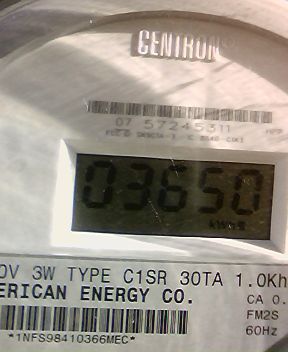 CENTRON
07 57245311
03650
0V 3W TYPE C1SR 30TA 1.0Kh
ERICAN ENERGY CO.
CA 0.
FM2S
60Hz
*1NFS98410366MEC*